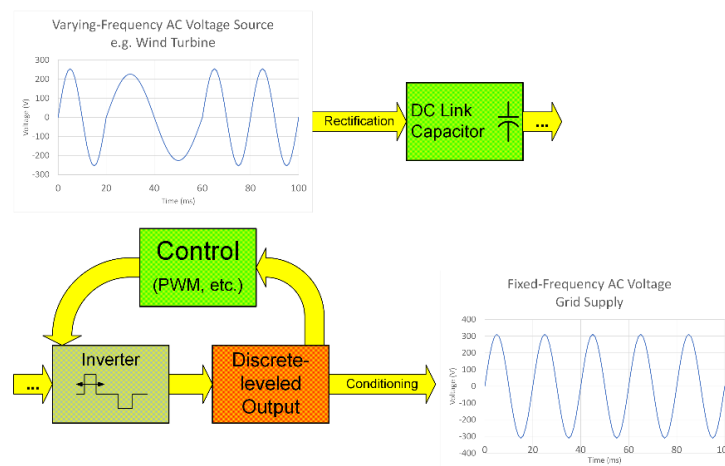 Varying-Frequency AC Voltage Source
e.g. Wind Turbine
300
200
100
0
-100
-200
-300
Voltage (V)
0 20 40 60 80 100
Time (ms)
Rectification
DC Link
Capacitor
...
Control
(PWM, etc.)
...
Inverter
Discrete-
leveled
Output
Conditioning
Fixed-Frequency AC Voltage
Grid Supply
400
300
200
100
0
-100
-200
-300
-400
Voltage (V)
0 20 40 60 80 100
Time (ms)